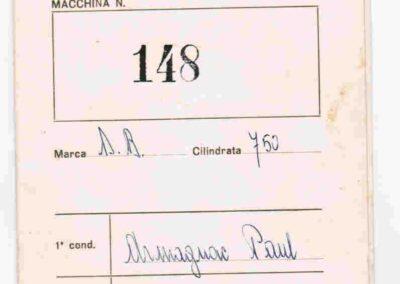 MACCHINA N.
148
Marca D.B. Cilindrata 750
1° cond. Armagnac Paul